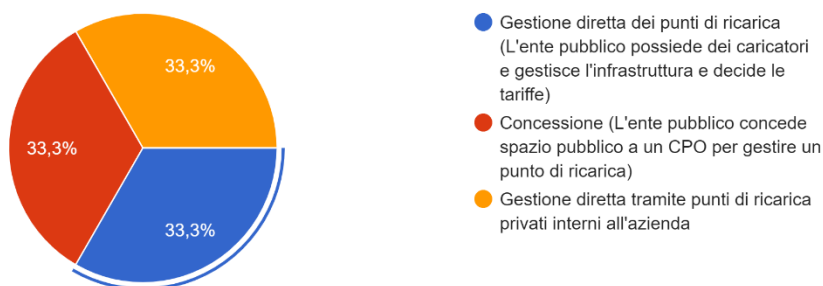 33,3%
33,3%
33,3%
Gestione diretta dei punti di ricarica
(L'ente pubblico possiede dei caricatori
e gestisce l'infrastruttura e decide le
tariffe)
Concessione (L'ente pubblico concede
spazio pubblico a un CPO per gestire un
punto di ricarica)
Gestione diretta tramite punti di ricarica
privati interni all'azienda